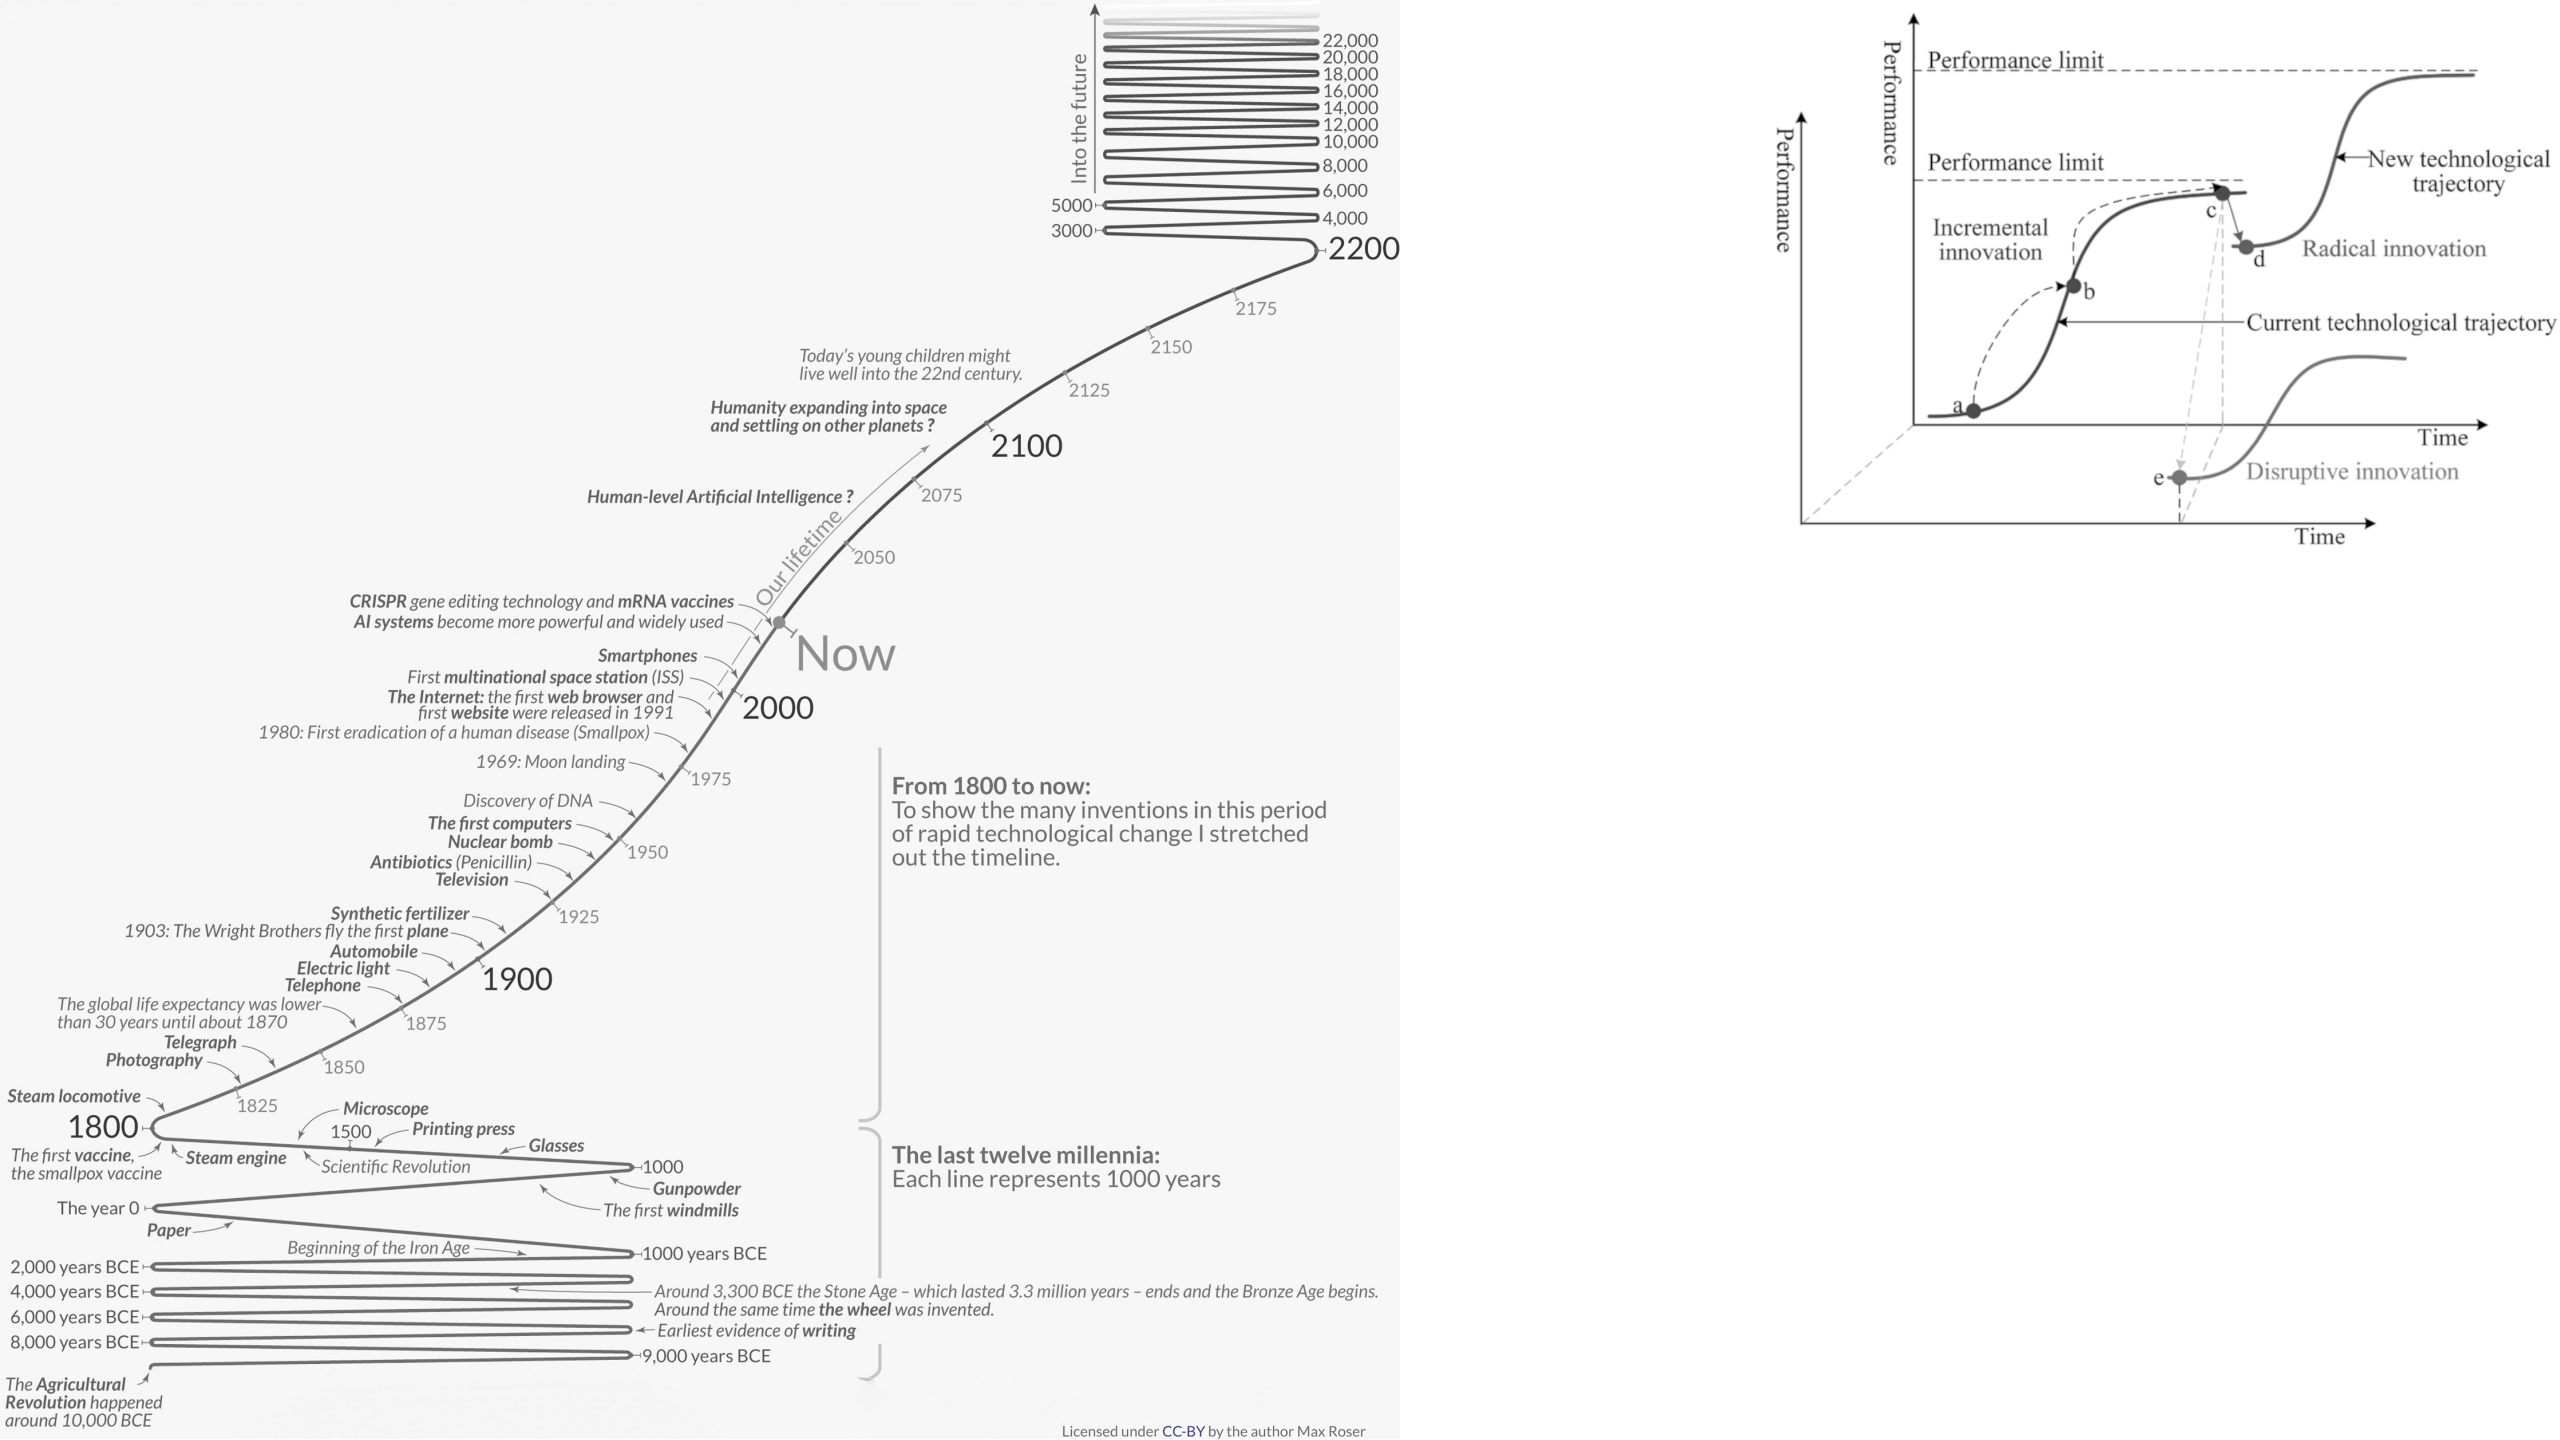 22,000
20,000
18,000
16,000
14,000
12,000
10,000
8,000
6,000
5000
4,000
3000
Into the future
2200
2175
2150
Today's young children might
live well into the 22nd century.
2125
Humanity expanding into space
and settling on other planets ?
2100
Human-level Artificial Intelligence ?
2075
Our lifetime
2050
CRISPR gene editing technology and mRNA vaccines
AI systems become more powerful and widely used
Now
Smartphones
First multinational space station (ISS)
The Internet: the first web browser and
first website were released in 1991
2000
1980: First eradication of a human disease (Smallpox)
1969: Moon landing
1975
Discovery of DNA
The first computers
Nuclear bomb
1950
Antibiotics (Penicillin)
Television
1925
Synthetic fertilizer
1903: The Wright Brothers fly the first plane
Automobile
Electric light
1900
Telephone
The global life expectancy was lower
than 30 years until about 1870
1875
Telegraph
Photography
1850
Steam locomotive
1825
1800
Microscope
1500
Printing press
Glasses
The first vaccine,
the smallpox vaccine
Steam engine
Scientific Revolution
1000
Gunpowder
The first windmills
The year 0
Paper
Beginning of the Iron Age
1000 years BCE
2,000 years BCE
4,000 years BCE
Around 3,300 BCE the Stone Age – which lasted 3.3 million years – ends and the Bronze Age begins.
Around the same time the wheel was invented.
6,000 years BCE
Earliest evidence of writing
8,000 years BCE
9,000 years BCE
The Agricultural
Revolution happened
around 10,000 BCE
From 1800 to now:
To show the many inventions in this period
of rapid technological change I stretched
out the timeline.
The last twelve millennia:
Each line represents 1000 years
Licensed under CC-BY by the author Max Roser
Performance
Performance
Performance limit
Performance limit
New technological
trajectory
Incremental
innovation
c
d
Radical innovation
b
Current technological trajectory
a
Time
e
Disruptive innovation
Time